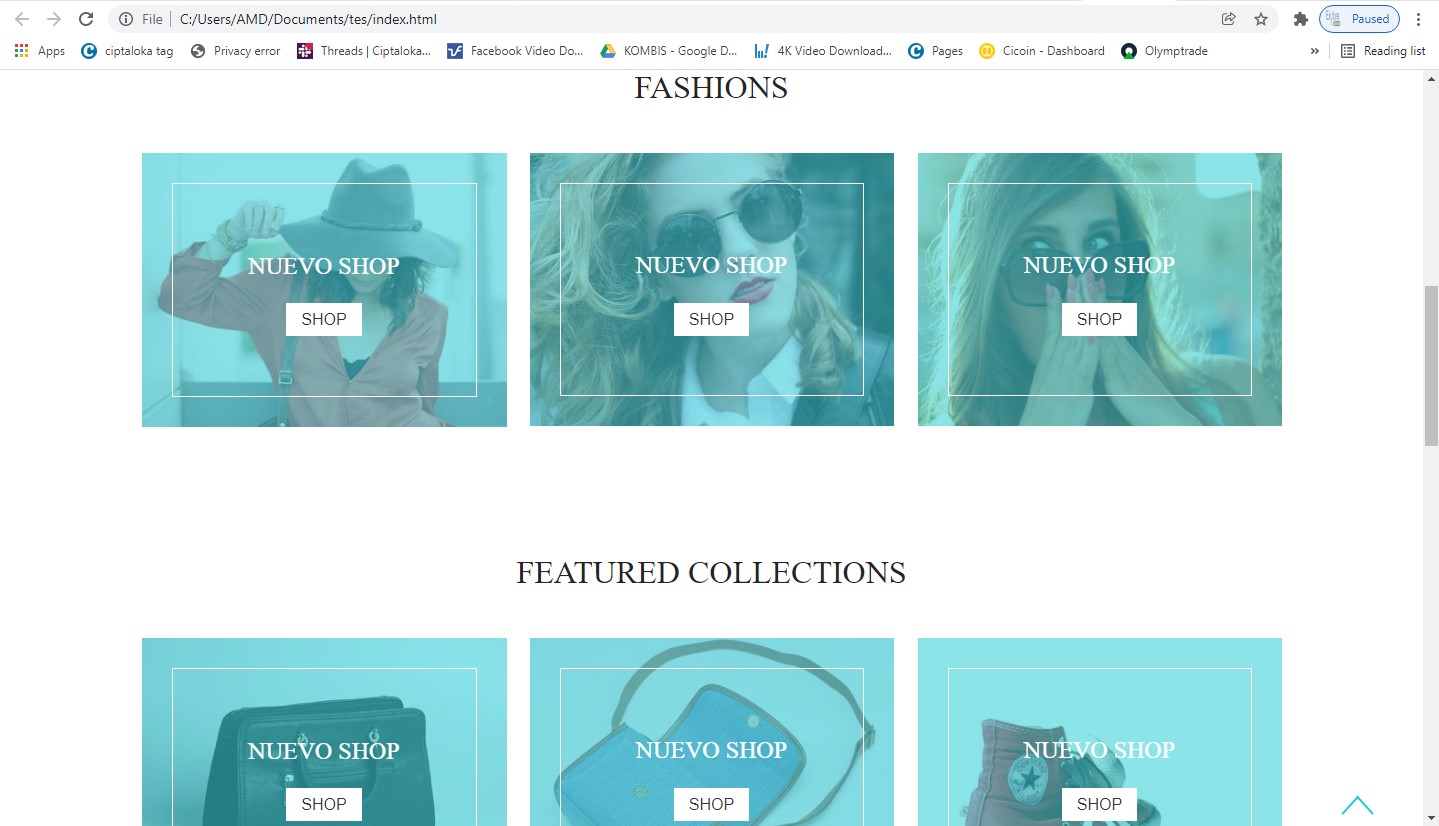 File
C:/Users/AMD/Documents/tes/index.html
Paused
Apps
ciptaloka tag
Privacy error
Threads | Ciptaloka...
Facebook Video Do...
KOMBIS - Google D...
4K Video Download...
Pages
Cicoin - Dashboard
Olymptrade
»
Reading list
FASHIONS
NUEVO SHOP
SHOP
NUEVO SHOP
SHOP
NUEVO SHOP
SHOP
FEATURED COLLECTIONS
NUEVO SHOP
SHOP
NUEVO SHOP
SHOP
NUEVO SHOP
SHOP